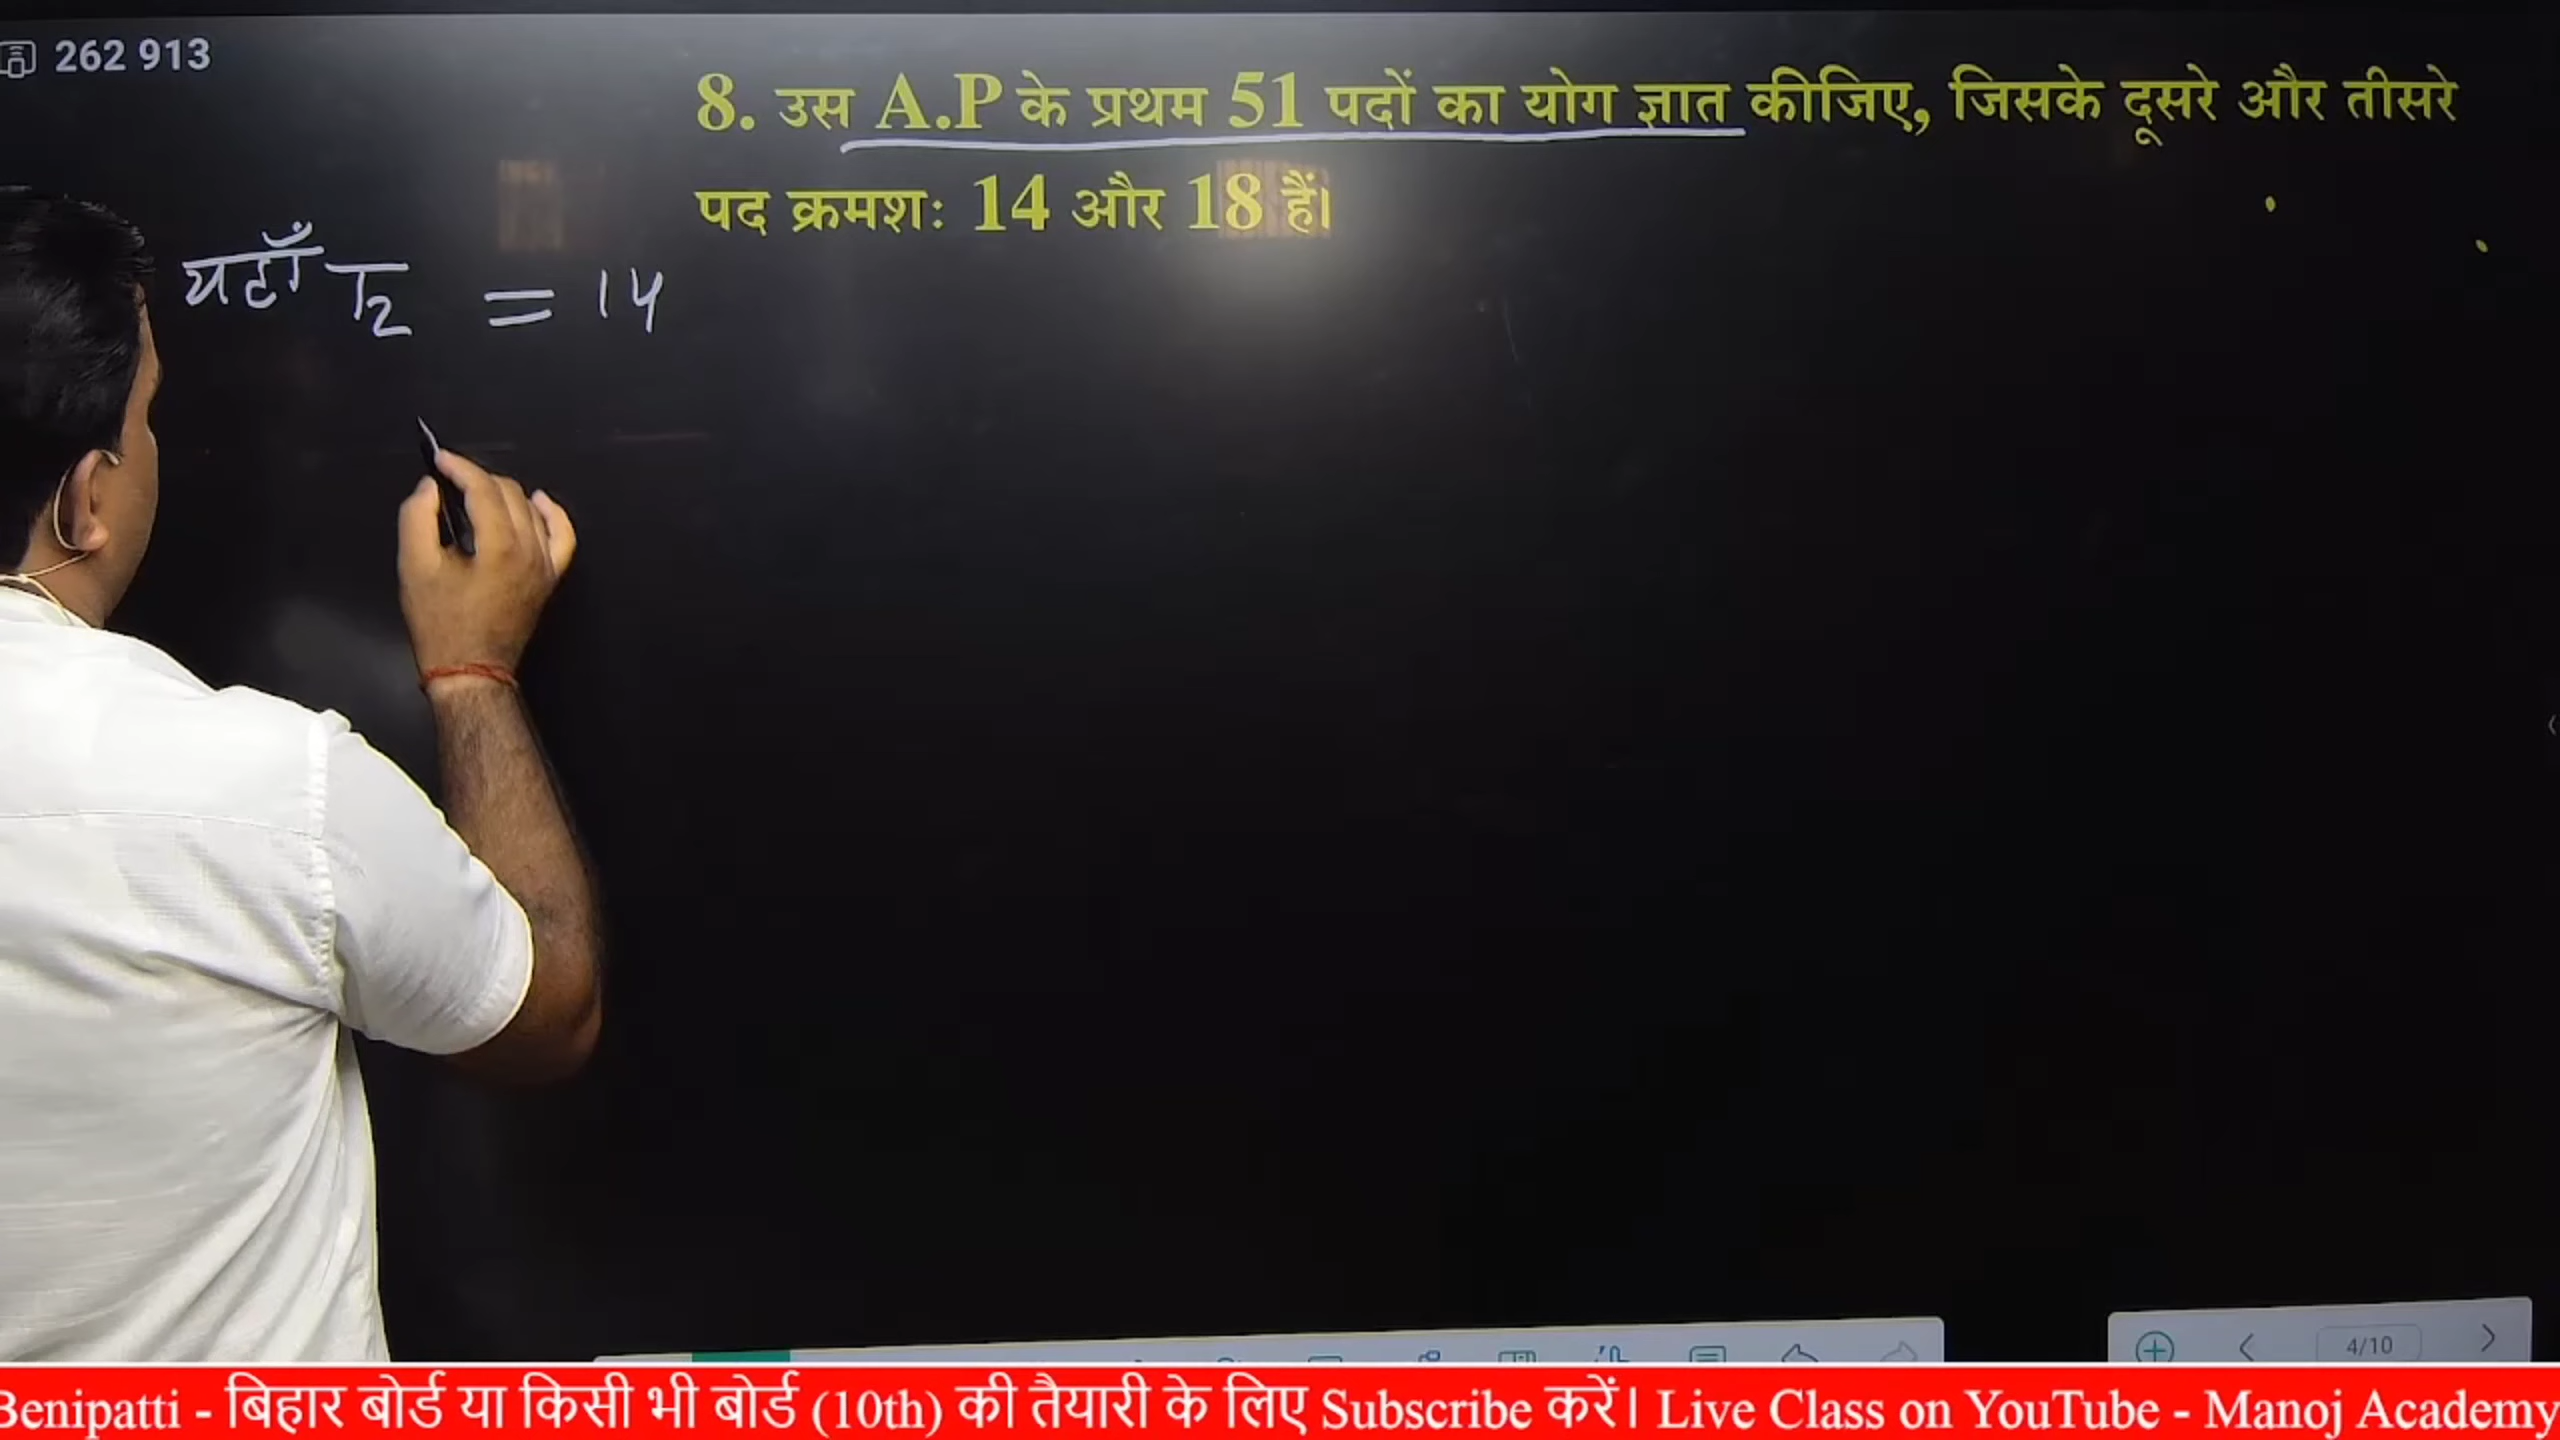 262 913
8. उस A.P के प्रथम 51 पदों का योग ज्ञात कीजिए, जिसके दूसरे और तीसरे
पद क्रमशः 14 और 18 हैं।
यहाँ T2 = 14
4/10
Benipatti - बिहार बोर्ड या किसी भी बोर्ड (10th) की तैयारी के लिए Subscribe करें। Live Class on YouTube - Manoj Academy